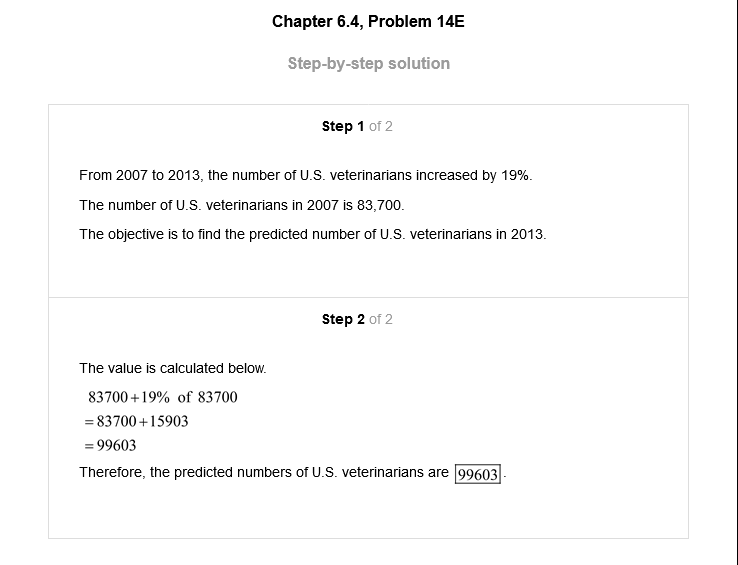 Chapter 6.4, Problem 14E
Step-by-step solution
Step 1 of 2
From 2007 to 2013, the number of U.S. veterinarians increased by 19%.
The number of U.S. veterinarians in 2007 is 83,700.
The objective is to find the predicted number of U.S. veterinarians in 2013.
Step 2 of 2
The value is calculated below.
83700+19% of 83700
=83700+15903
=99603
Therefore, the predicted numbers of U.S. veterinarians are 99603.